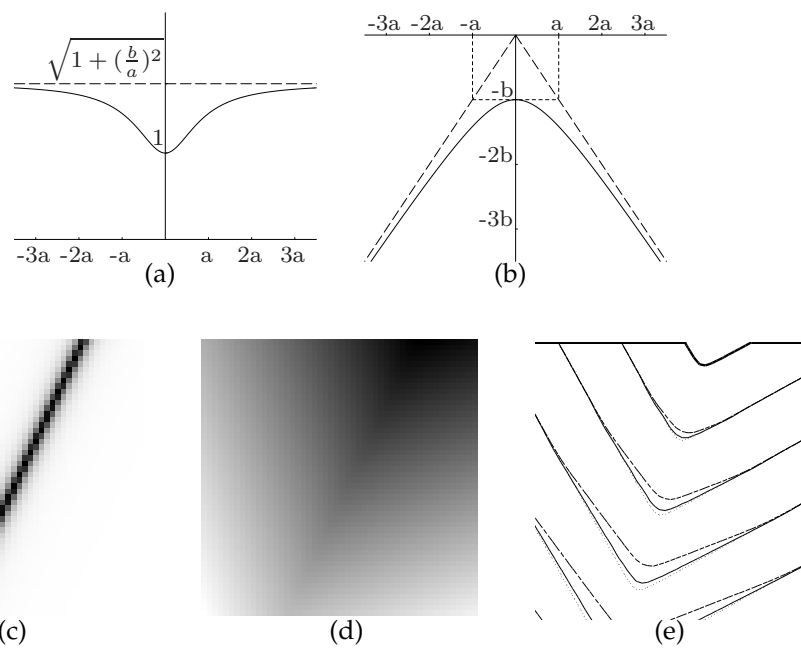 -3a -2a -a a 2a 3a
√1 + (b/a)²
-b
1
-2b
-3b
-3a -2a -a a 2a 3a
(a) (b)
(c) (d) (e)